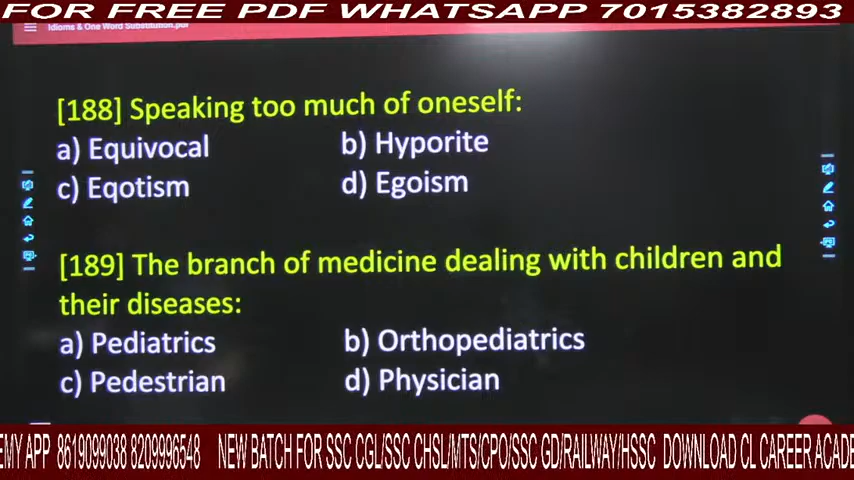 FOR FREE PDF WHATSAPP 7015382893
Idioms & One Word Substitution.pdf
[188] Speaking too much of oneself:
a) Equivocal b) Hyporite
c) Eqotism d) Egoism
[189] The branch of medicine dealing with children and
their diseases:
a) Pediatrics b) Orthopediatrics
c) Pedestrian d) Physician
EMY APP 8619099038 8209996548 NEW BATCH FOR SSC CGL/SSC CHSL/MTS/CPO/SSC GD/RAILWAY/HSSC DOWNLOAD CL CAREER ACADE